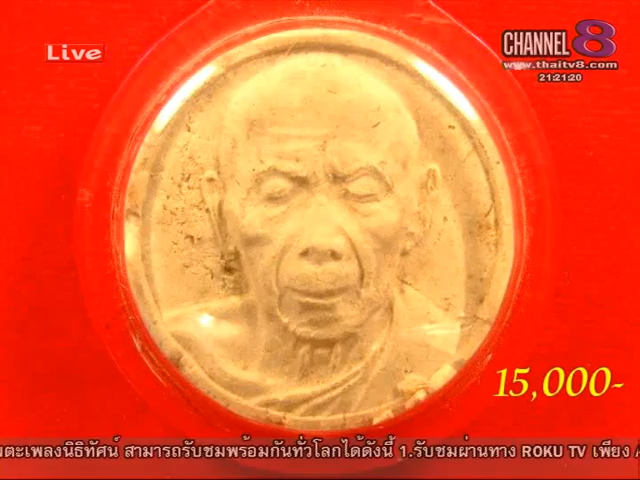 Live
CHANNEL 8
www.thaitv8.com
21:21:20
15,000-
มตะเพลงนิธิทัศน์ สามารถรับชมพร้อมกันทั่วโลกได้ดังนี้ 1.รับชมผ่านทาง ROKU TV เพียง